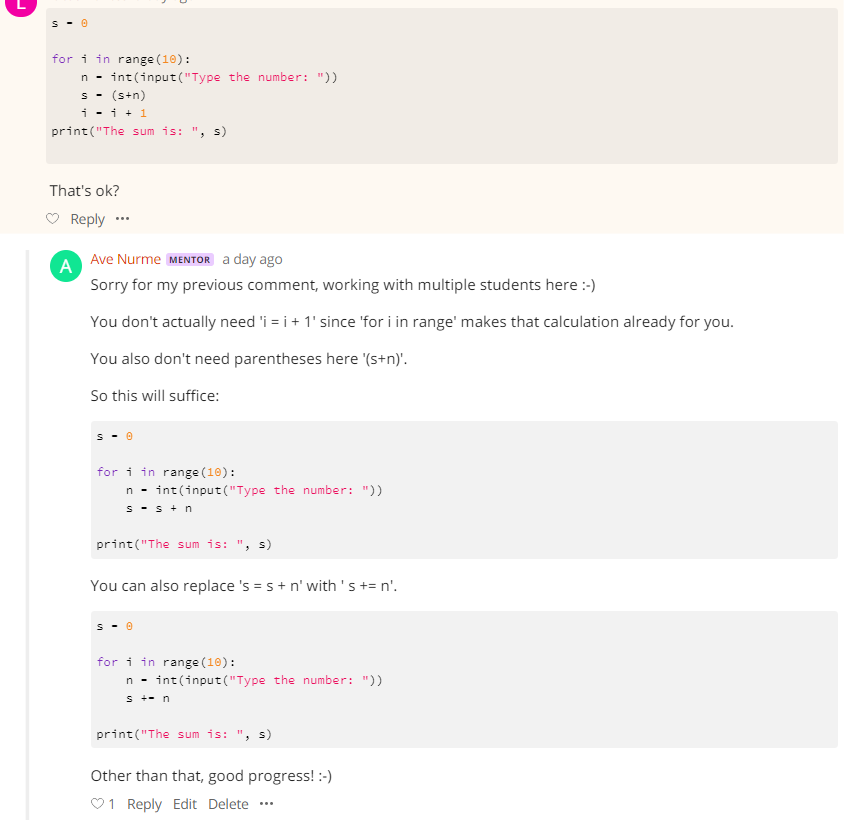 L
s = 0
for i in range(10):
    n = int(input("Type the number: "))
    s = (s+n)
    i = i + 1
print("The sum is: ", s)
That's ok?
Reply •••
A
Ave Nurme MENTOR a day ago
Sorry for my previous comment, working with multiple students here :-)
You don't actually need 'i = i + 1' since 'for i in range' makes that calculation already for you.
You also don't need parentheses here '(s+n)'.
So this will suffice:
s = 0
for i in range(10):
    n = int(input("Type the number: "))
    s = s + n
print("The sum is: ", s)
You can also replace 's = s + n' with ' s += n'.
s = 0
for i in range(10):
    n = int(input("Type the number: "))
    s += n
print("The sum is: ", s)
Other than that, good progress! :-)
1 Reply Edit Delete •••